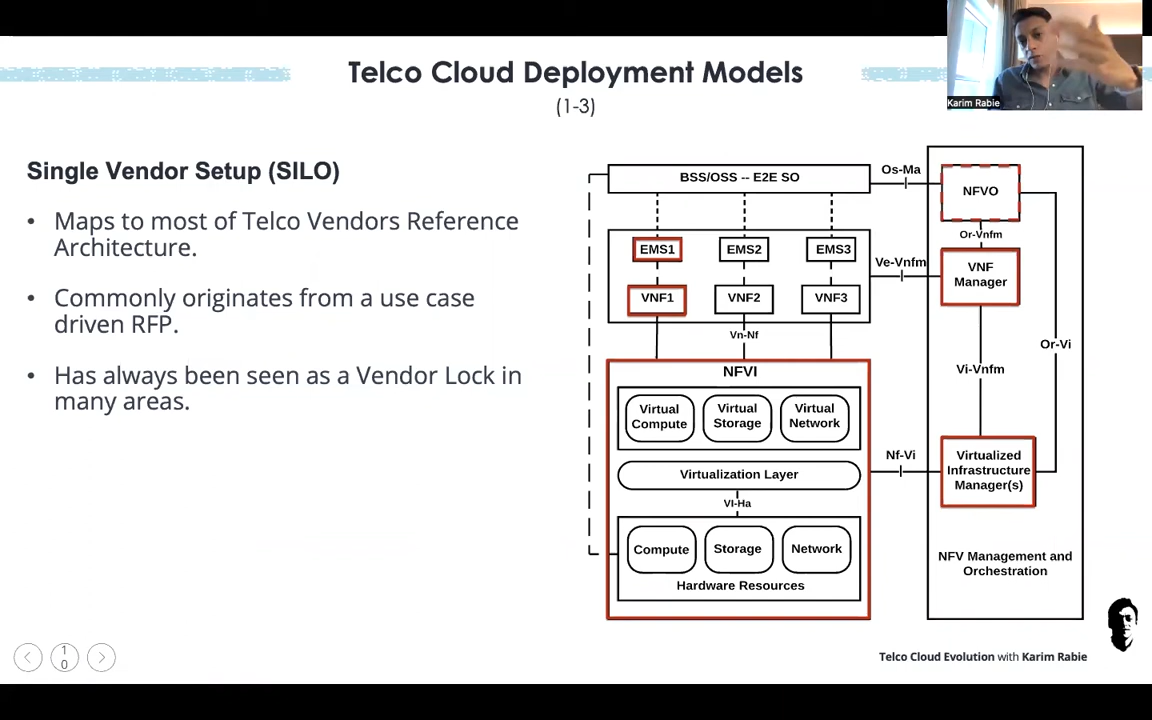 Telco Cloud Deployment Models
(1-3)
Karim Rabie
Single Vendor Setup (SILO)
• Maps to most of Telco Vendors Reference
Architecture.
• Commonly originates from a use case
driven RFP.
• Has always been seen as a Vendor Lock in
many areas.
BSS/OSS -- E2E SO
Os-Ma
NFVO
Or-Vnfm
EMS1
EMS2
EMS3
Ve-Vnfm
VNF
Manager
VNF1
VNF2
VNF3
Vn-Nf
Or-Vi
Vi-Vnfm
NFVI
Virtual
Compute
Virtual
Storage
Virtual
Network
Nf-Vi
Virtualized
Infrastructure
Manager(s)
Virtualization Layer
VI-Ha
Compute
Storage
Network
Hardware Resources
NFV Management and
Orchestration
1
0
Telco Cloud Evolution with Karim Rabie